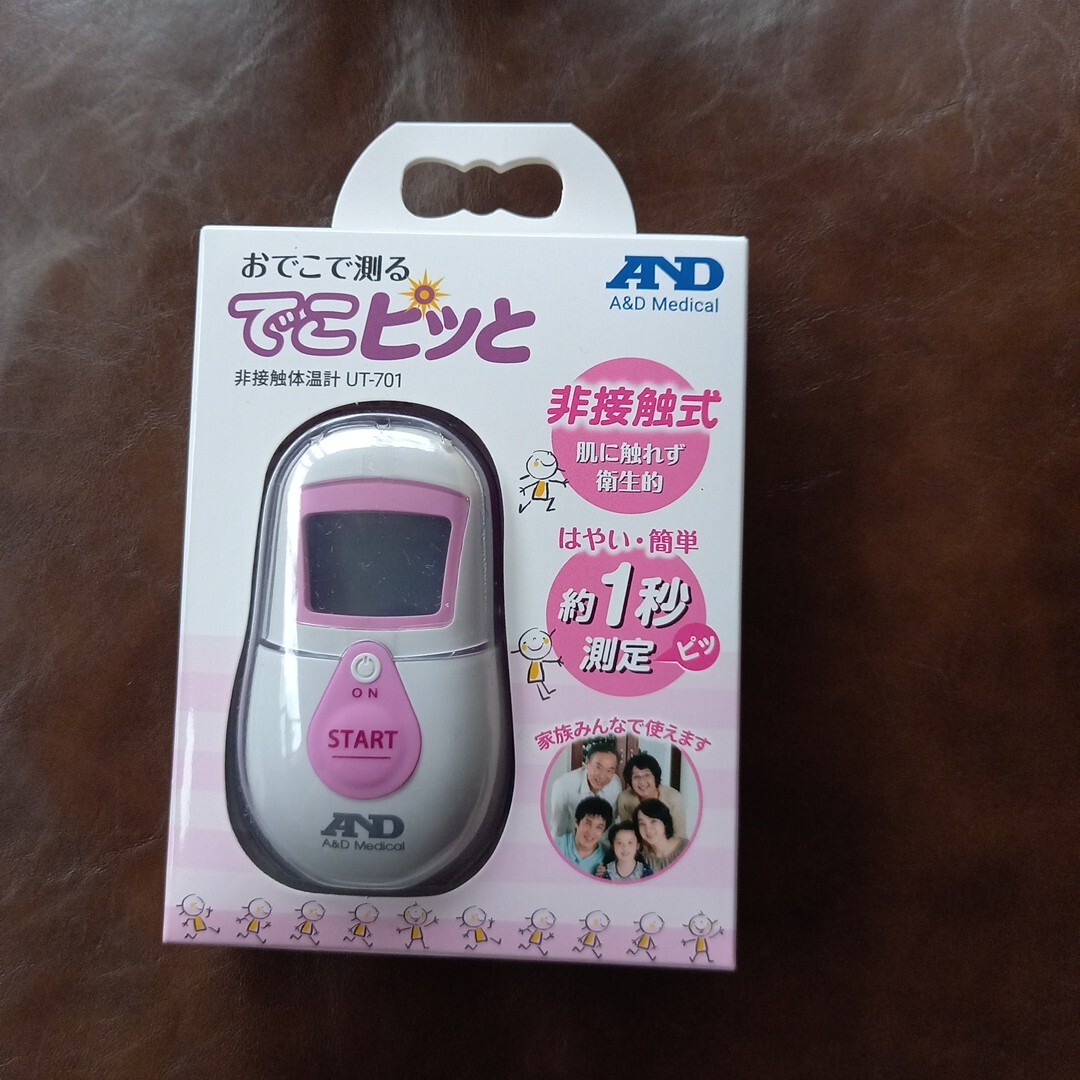 おでこで測る
でこピッと
非接触体温計 UT-701
AND
A&D Medical
非接触式
肌に触れず
衛生的
はやい・簡単
約1秒
測定
ピッ
家族みんなで使えます
ON
START
AND
A&D Medical